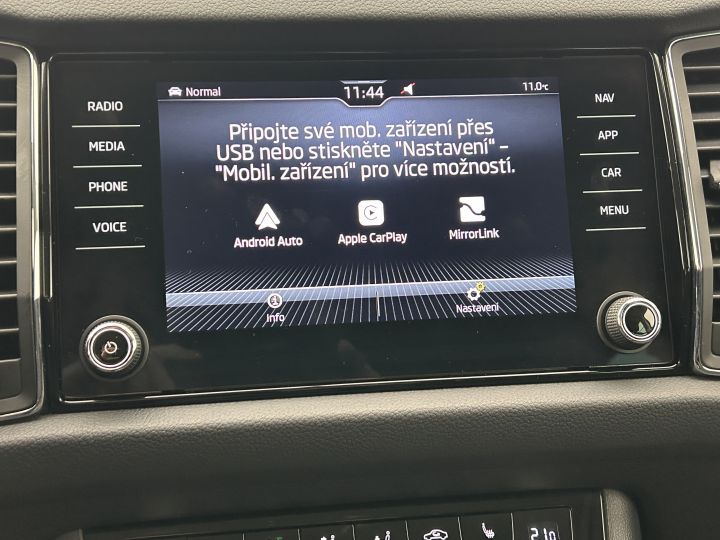 Normal 11:44 11.0°C
RADIO
MEDIA
PHONE
VOICE
Připojte své mob. zařízení přes
USB nebo stiskněte "Nastavení" –
"Mobil. zařízení" pro více možností.
Android Auto Apple CarPlay MirrorLink
Info Nastavení
NAV
APP
CAR
MENU